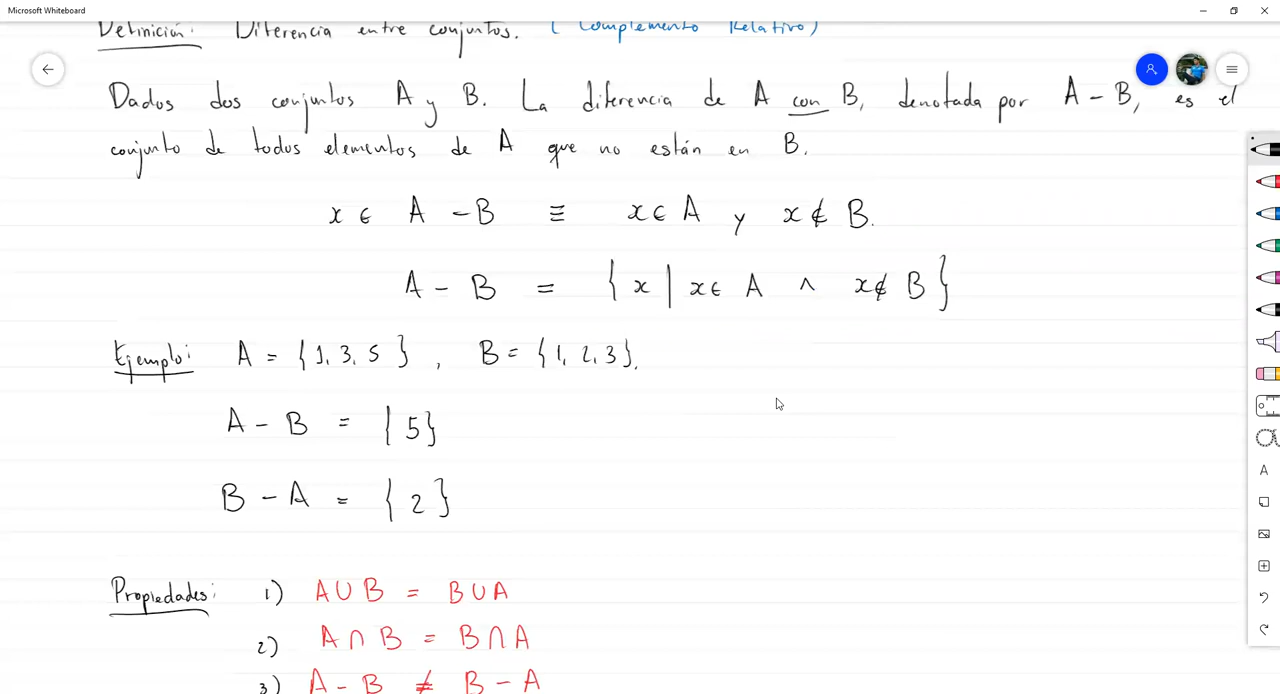 Microsoft Whiteboard
Definición: Diferencia entre conjuntos. (Complemento Relativo)
Dados dos conjuntos A y B. La diferencia de A con B, denotada por A - B, es el
conjunto de todos elementos de A que no están en B.
x ∈ A - B ≡ x ∈ A y x ∉ B.
A - B = { x | x ∈ A ∧ x ∉ B }
Ejemplo: A = { 1, 3, 5 } , B = { 1, 2, 3 },
A - B = { 5 }
B - A = { 2 }
Propiedades: 1) A ∪ B = B ∪ A
2) A ∩ B = B ∩ A
3) A - B ≠ B - A
A